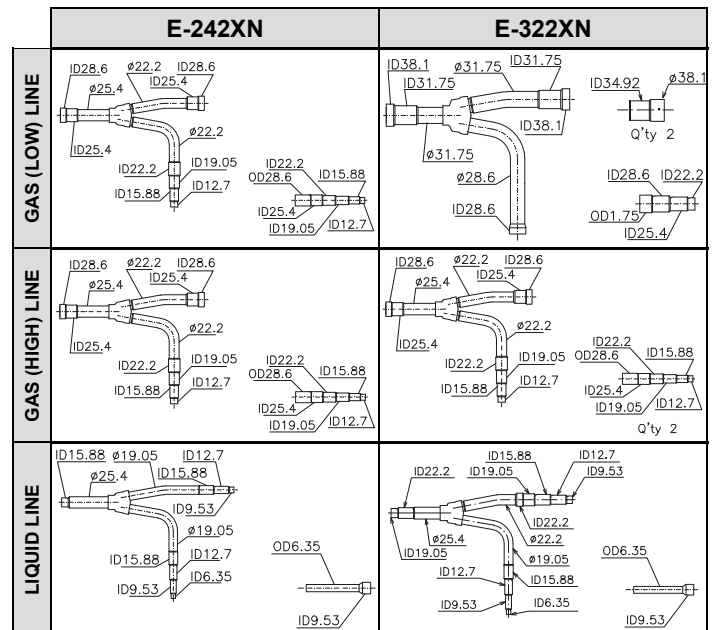 E-242XN E-322XN
GAS (LOW) LINE
ID28.6 ø22.2 ID28.6
ø25.4 ID25.4
ø22.2
ID25.4
ID22.2 ID19.05
ID15.88 ID12.7
ID22.2
OD28.6 ID15.88
ID25.4
ID19.05 ID12.7
ID38.1 ID31.75
ID31.75 ø31.75
ID38.1
ø31.75
ø28.6
ID28.6
ID34.92 ø38.1
Q'ty 2
ID28.6 ID22.2
OD1.75
ID25.4
GAS (HIGH) LINE
ID28.6 ø22.2 ID28.6
ø25.4 ID25.4
ø22.2
ID25.4
ID22.2 ID19.05
ID15.88 ID12.7
ID22.2
OD28.6 ID15.88
ID25.4
ID19.05 ID12.7
ID28.6 ø22.2 ID28.6
ø25.4 ID25.4
ø22.2
ID25.4
ID22.2 ID19.05
ID15.88 ID12.7
ID22.2
OD28.6 ID15.88
ID25.4
ID19.05 ID12.7
Q'ty 2
LIQUID LINE
ID15.88 ø19.05 ID12.7
ø25.4 ID15.88
ID9.53
ø19.05
ID15.88 ID12.7
ID9.53 ID6.35
OD6.35
ID9.53
ID15.88 ID12.7
ID22.2 ID19.05 ID9.53
ID22.2
ø25.4 ø22.2
ID19.05
ø19.05
ID12.7 ID15.88
ID9.53 ID6.35
OD6.35
ID9.53